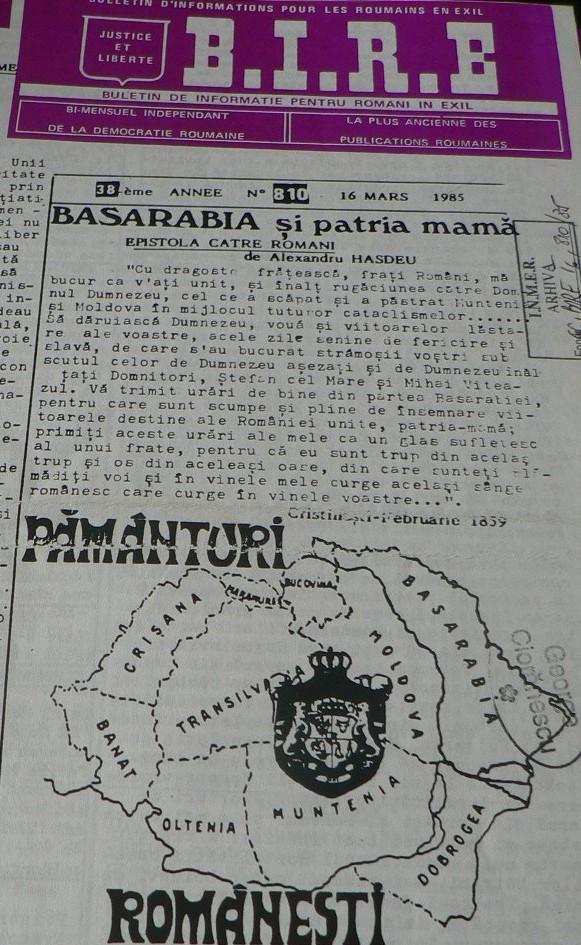 BULLETIN D'INFORMATIONS POUR LES ROUMAINS EN EXIL
JUSTICE
ET
LIBERTE
B.I.R.E
BULETIN DE INFORMATIE PENTRU ROMANI IN EXIL
BI-MENSUEL INDEPENDANT
DE LA DEMOCRATIE ROUMAINE
LA PLUS ANCIENNE DES
PUBLICATIONS ROUMAINES
38-ème ANNEE N° 810 - 16 MARS 1985
BASARABIA şi patria mamă
EPISTOLA CATRE ROMANI
de Alexandru HASDEU
"Cu dragoste frăţească, fraţi Români, mă
bucur ca v'aţi unit, şi înalţ rugăciunea către Dom
nul Dumnezeu, cel ce a scăpat şi a păstrat Munteni
şi Moldova în mijlocul tuturor cataclismelor.......
Să dăruiască Dumnezeu, vouă şi viitoarelor lăsta-
re ale voastre, acele zile senine de fericire şi
slavă, de care s'au bucurat strămoşii voştri sub
scutul celor de Dumnezeu aşezaţi şi de Dumnezeu înăl
ţaţi Domnitori, Ştefan cel Mare şi Mihai Vitea-
zul. Vă trimit urări de bine din partea Basarabiei,
pentru care sunt scumpe şi pline de însemnare vii-
toarele destine ale României unite, patria-mamă;
primiţi aceste urări ale mele ca un glas sufletesc
al unui frate, pentru că eu sunt trup din acelaş
trup şi os din aceleaşi oase, din care sunteţi
mădiţi voi şi în vinele mele curge acelaşi sânge
românesc care curge în vinele voastre...".
Cristineşti-Februarie 1859
I.N.M.E.R.
ARHIVA
PĂMÂNTURI
BUCOVINA
CRIŞANA
BASARABIA
MOLDOVA
TRANSILVANIA
BANAT
MUNTENIA
OLTENIA
DOBROGEA
George
Ciorănescu
ROMÂNEŞTI